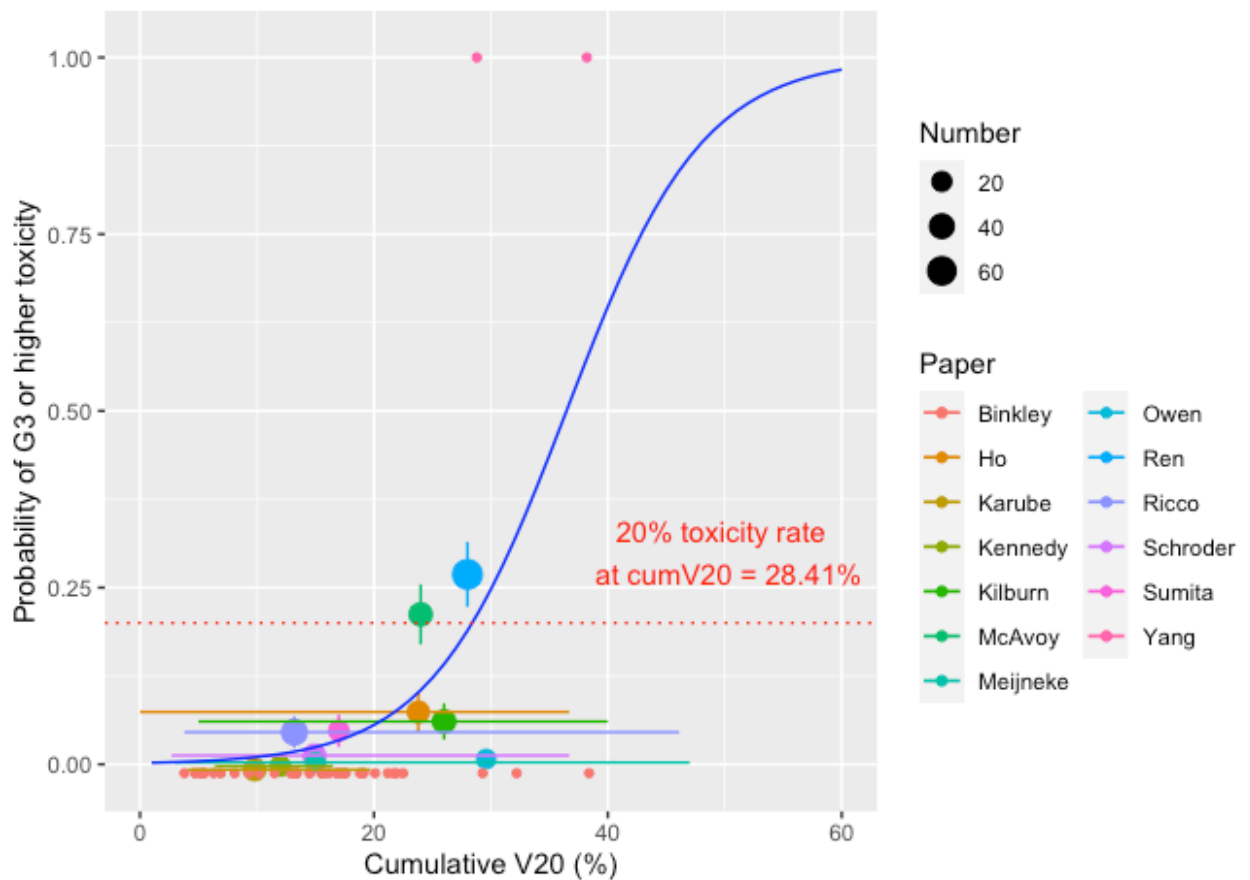 Probability of G3 or higher toxicity
1.00
0.75
0.50
0.25
0.00
20% toxicity rate
at cumV20 = 28.41%
0
20
40
60
Cumulative V20 (%)
Number
20
40
60
Paper
Binkley
Ho
Karube
Kennedy
Kilburn
McAvoy
Meijneke
Owen
Ren
Ricco
Schroder
Sumita
Yang